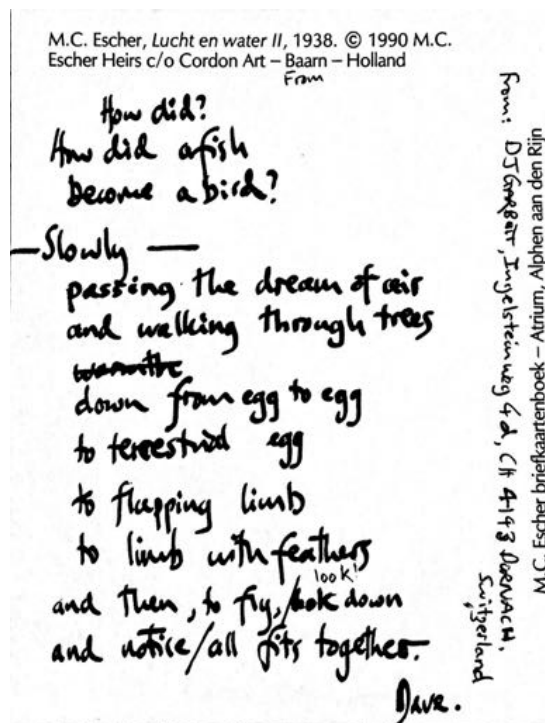 M.C. Escher, Lucht en water II, 1938. © 1990 M.C.
Escher Heirs c/o Cordon Art – Baarn – Holland
From
How did?
How did a fish
become a bird?
— Slowly —
passing the dream of air
and walking through trees
down from egg to egg
to terrestrial egg
to flapping limb
to limb with feathers
look!
and then, to fly, / look down
and notice / all fits together.
Dave.
From: DJ Garbutt, Ingelsteinweg 4d, CH 4143 DORNACH,
Switzerland
M.C. Escher briefkaartenboek – Atrium, Alphen aan den Rijn